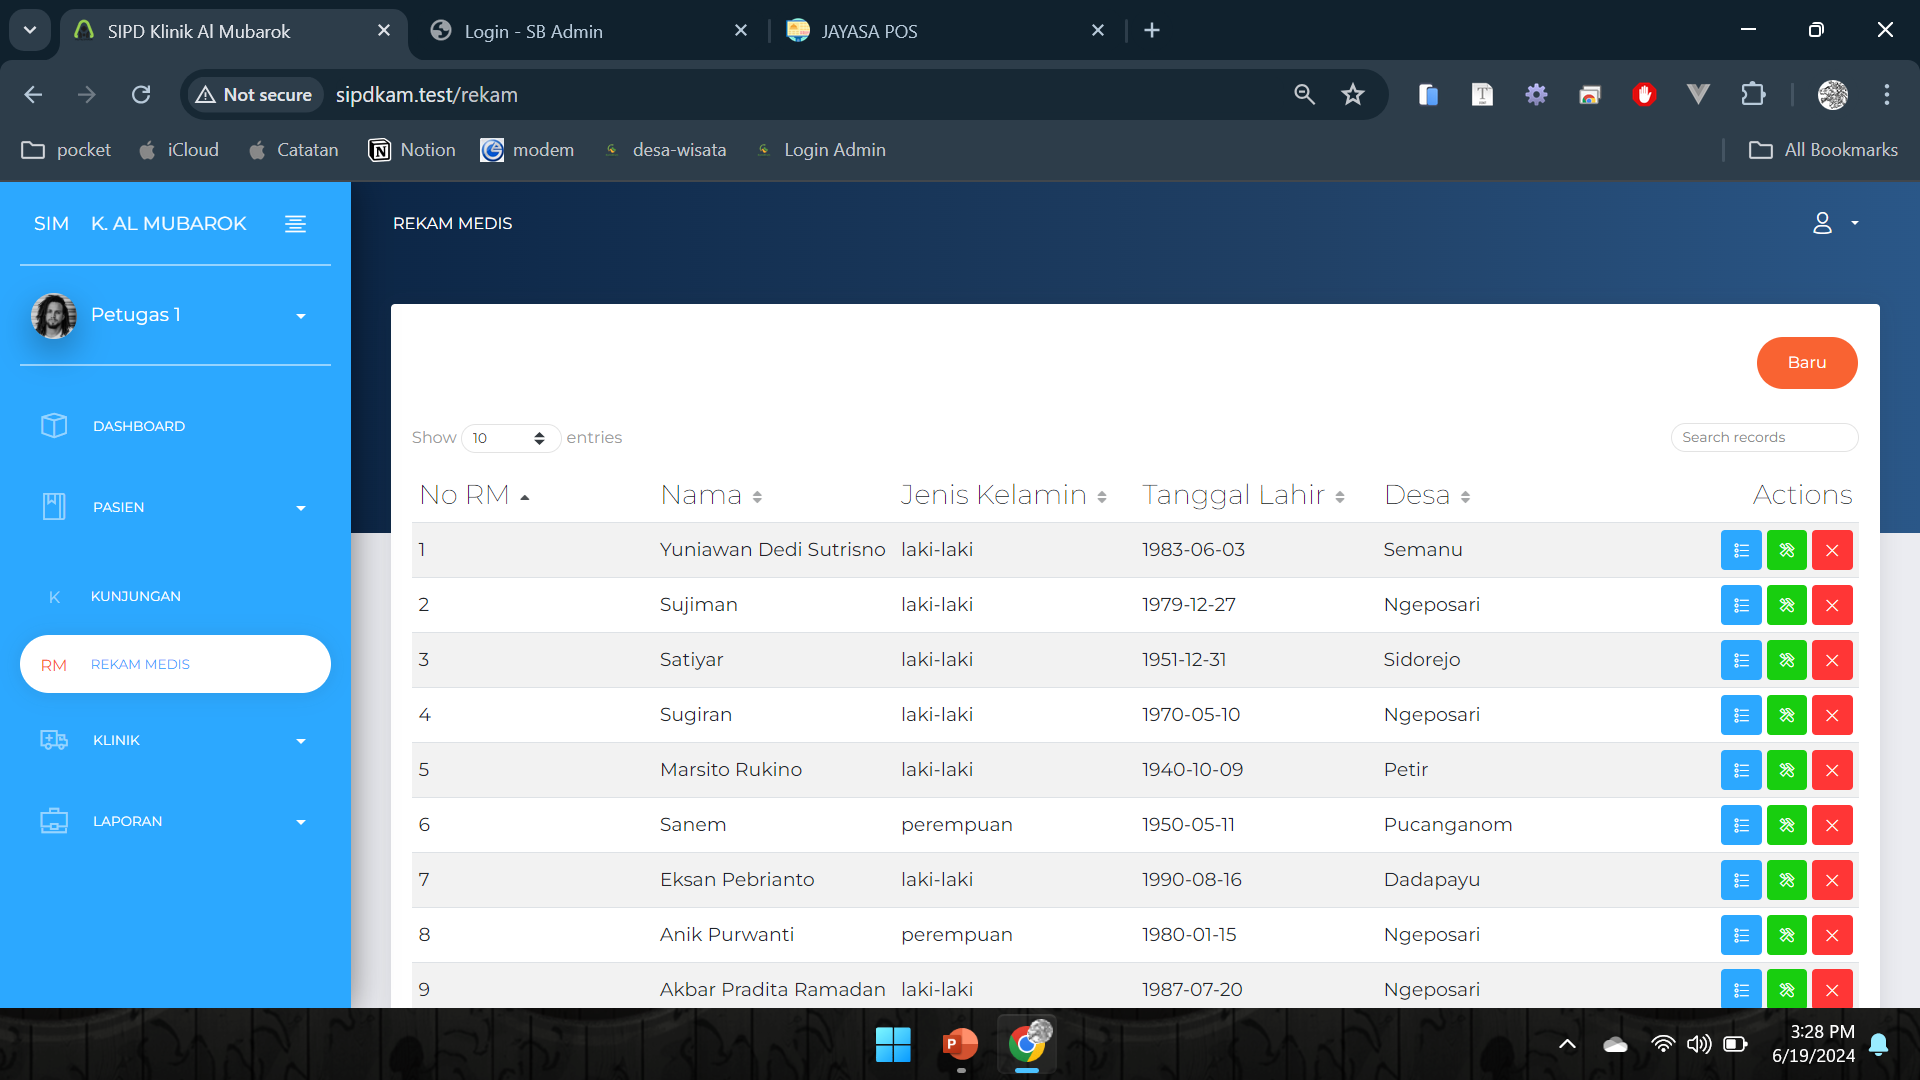 SIPD Klinik Al Mubarok
Login - SB Admin
JAYASA POS
Not secure
sipdkam.test/rekam
pocket
iCloud
Catatan
Notion
modem
desa-wisata
Login Admin
All Bookmarks
SIM K. AL MUBAROK
REKAM MEDIS
Petugas 1
DASHBOARD
PASIEN
K KUNJUNGAN
RM REKAM MEDIS
KLINIK
LAPORAN
Baru
Show 10 entries
Search records
No RM Nama Jenis Kelamin Tanggal Lahir Desa Actions
1 Yuniawan Dedi Sutrisno laki-laki 1983-06-03 Semanu
2 Sujiman laki-laki 1979-12-27 Ngeposari
3 Satiyar laki-laki 1951-12-31 Sidorejo
4 Sugiran laki-laki 1970-05-10 Ngeposari
5 Marsito Rukino laki-laki 1940-10-09 Petir
6 Sanem perempuan 1950-05-11 Pucanganom
7 Eksan Pebrianto laki-laki 1990-08-16 Dadapayu
8 Anik Purwanti perempuan 1980-01-15 Ngeposari
9 Akbar Pradita Ramadan laki-laki 1987-07-20 Ngeposari
3:28 PM
6/19/2024